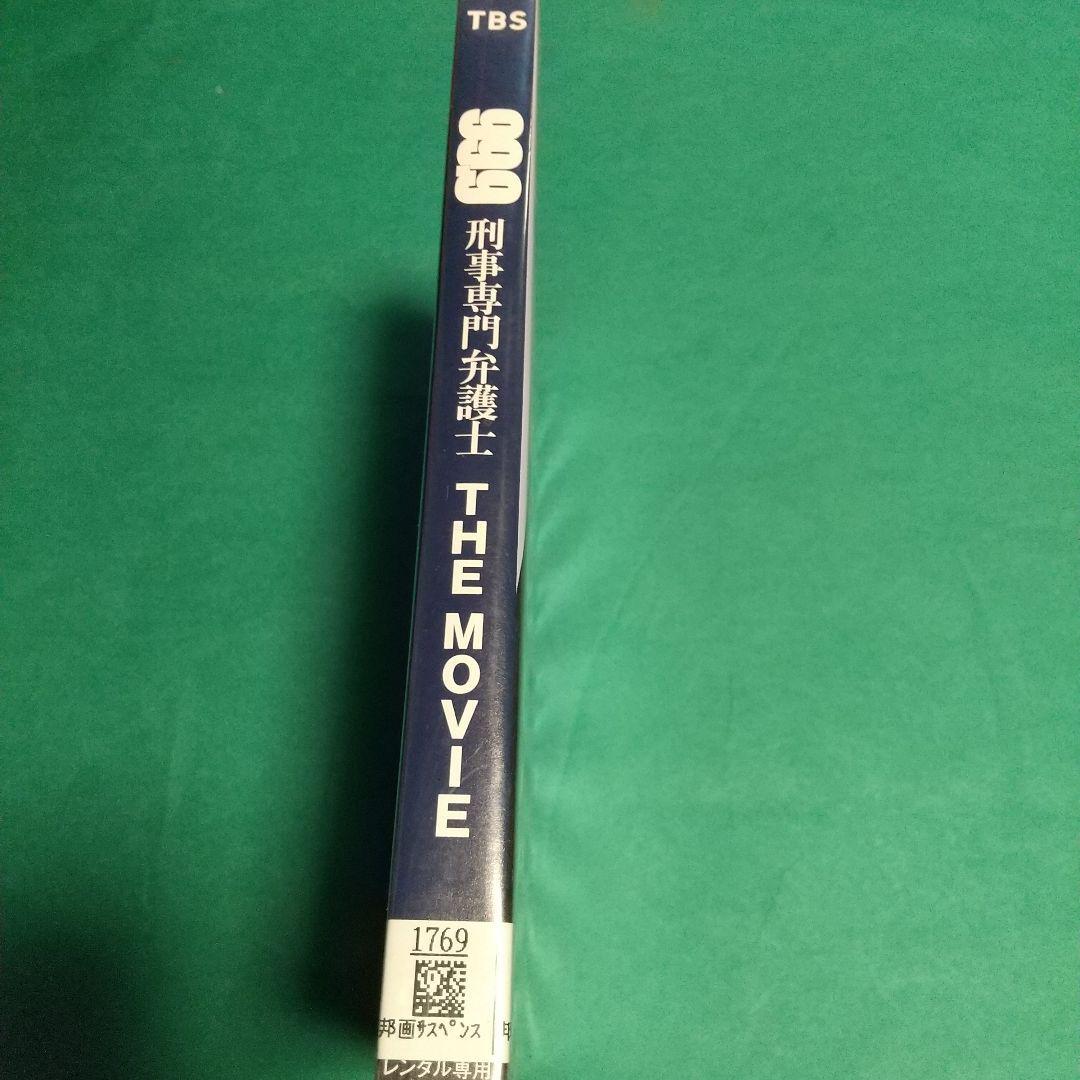 TBS
99.9
刑事専門弁護士
THE MOVIE
1769
邦画サスペンス
レンタル専用